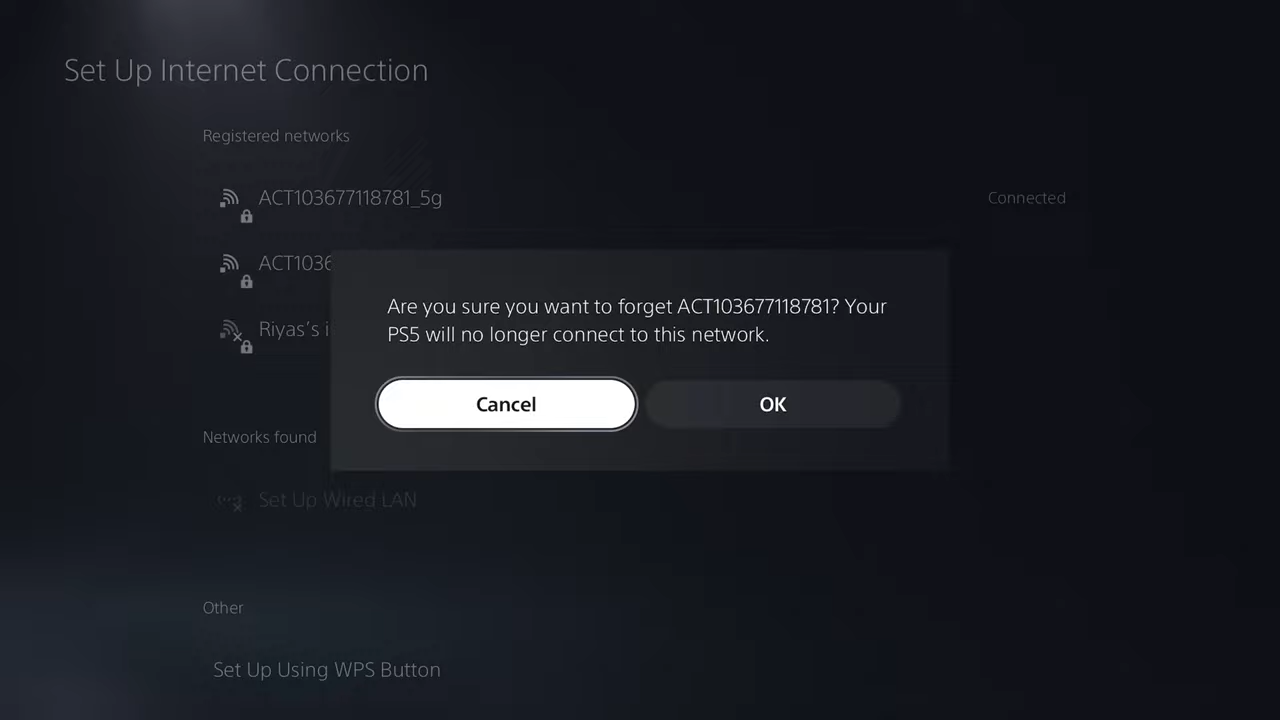 Set Up Internet Connection
Registered networks
ACT103677118781_5g
Connected
ACT1036
Riyas's i
Are you sure you want to forget ACT103677118781? Your
PS5 will no longer connect to this network.
Cancel
OK
Networks found
Set Up Wired LAN
Other
Set Up Using WPS Button